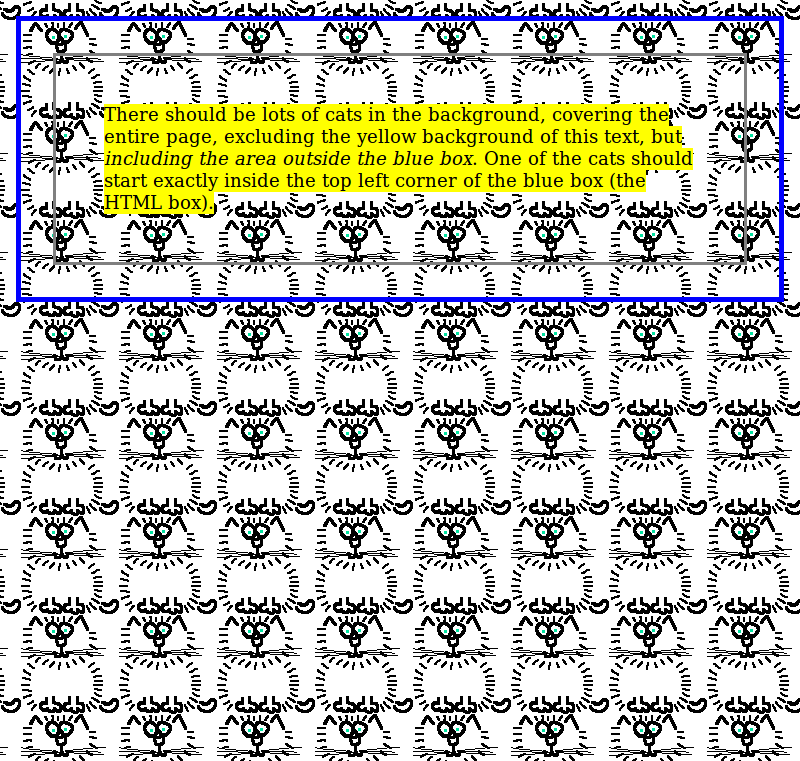 There should be lots of cats in the background, covering the
entire page, excluding the yellow background of this text, but
including the area outside the blue box. One of the cats should
start exactly inside the top left corner of the blue box (the
HTML box).